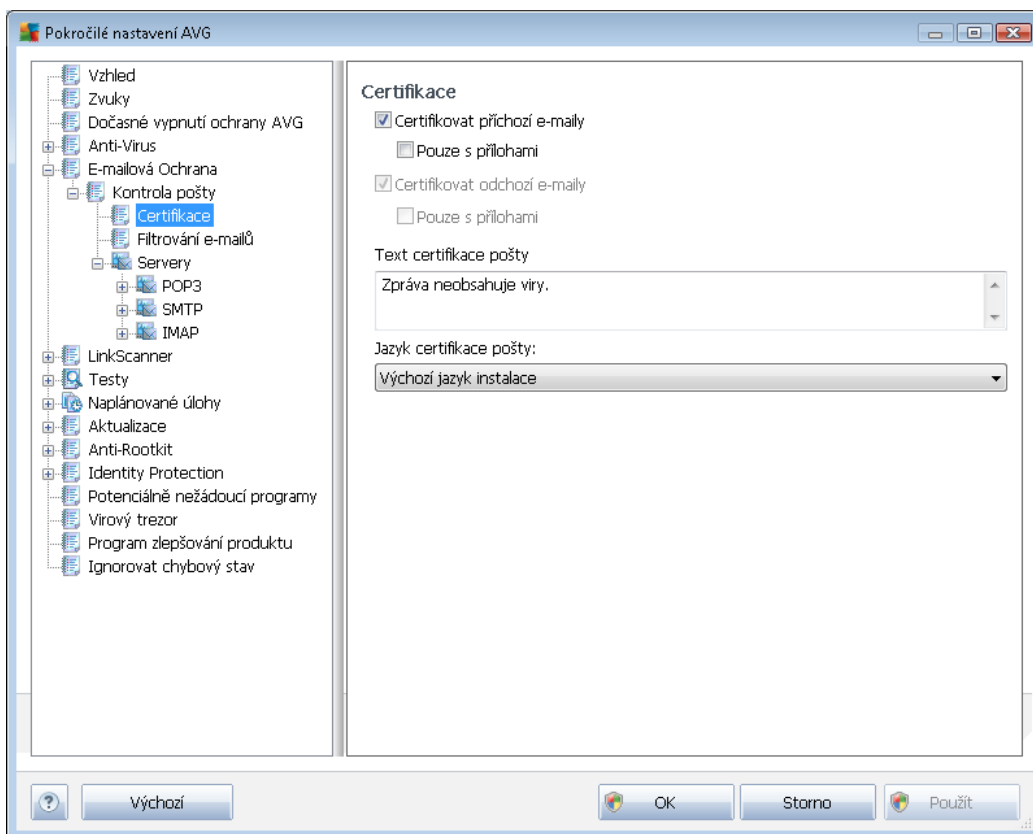 Pokročilé nastavení AVG
Vzhled
Zvuky
Dočasné vypnutí ochrany AVG
Anti-Virus
E-mailová Ochrana
Kontrola pošty
Certifikace
Filtrování e-mailů
Servery
POP3
SMTP
IMAP
LinkScanner
Testy
Naplánované úlohy
Aktualizace
Anti-Rootkit
Identity Protection
Potenciálně nežádoucí programy
Virový trezor
Program zlepšování produktu
Ignorovat chybový stav
Certifikace
Certifikovat příchozí e-maily
Pouze s přílohami
Certifikovat odchozí e-maily
Pouze s přílohami
Text certifikace pošty
Zpráva neobsahuje viry.
Jazyk certifikace pošty:
Výchozí jazyk instalace
? Výchozí OK Storno Použít